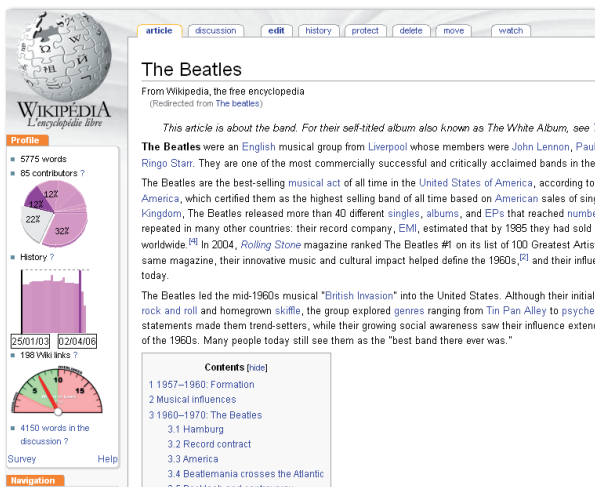 article discussion edit history protect delete move watch
WIKIPÉDIA
L'encyclopédie libre
The Beatles
From Wikipedia, the free encyclopedia
(Redirected from The beatles)
This article is about the band. For their self-titled album also known as The White Album, see
The Beatles were an English musical group from Liverpool whose members were John Lennon, Paul
Ringo Starr. They are one of the most commercially successful and critically acclaimed bands in the
The Beatles are the best-selling musical act of all time in the United States of America, according to
America, which certified them as the highest selling band of all time based on American sales of sing
Kingdom, The Beatles released more than 40 different singles, albums, and EPs that reached numbe
repeated in many other countries: their record company, EMI, estimated that by 1985 they had sold
worldwide.[4] In 2004, Rolling Stone magazine ranked The Beatles #1 on its list of 100 Greatest Artis
same magazine, their innovative music and cultural impact helped define the 1960s,[2] and their influe
today.
The Beatles led the mid-1960s musical "British Invasion" into the United States. Although their initial
rock and roll and homegrown skiffle, the group explored genres ranging from Tin Pan Alley to psyche
statements made them trend-setters, while their growing social awareness saw their influence exten
of the 1960s. Many people today still see them as the "best band there ever was."
Contents [hide]
1 1957–1960: Formation
2 Musical influences
3 1960–1970: The Beatles
3.1 Hamburg
3.2 Record contract
3.3 America
3.4 Beatlemania crosses the Atlantic
Profile
5775 words
85 contributors ?
12%
12%
22%
32%
History ?
25/01/03 02/04/06
198 Wiki links ?
5 10 15
4150 words in the
discussion ?
Survey Help
Navigation